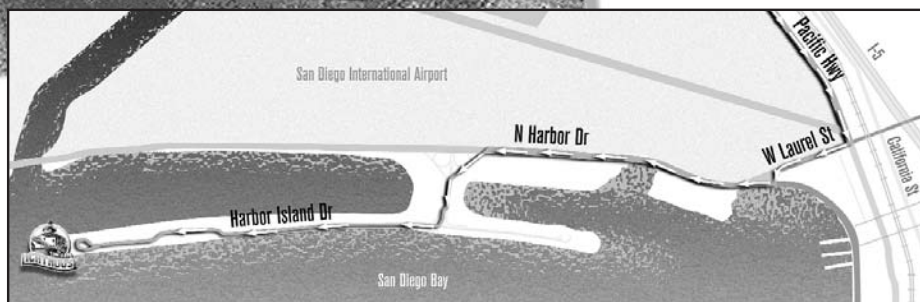 San Diego International Airport
Pacific Hwy
I-5
N Harbor Dr
W Laurel St
California St
Harbor Island Dr
San Diego Bay